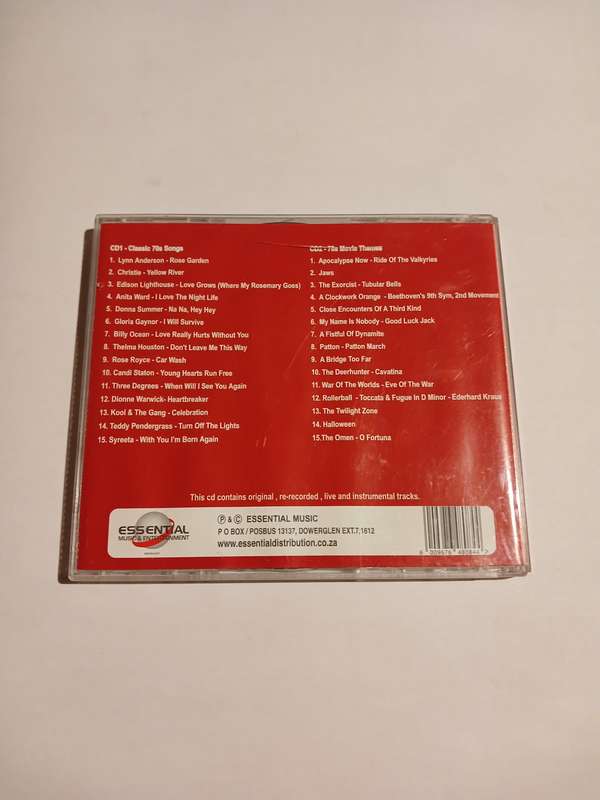 CD1 - Classic 70s Songs
1. Lynn Anderson - Rose Garden
2. Christie - Yellow River
3. Edison Lighthouse - Love Grows (Where My Rosemary Goes)
4. Anita Ward - I Love The Night Life
5. Donna Summer - Na Na, Hey Hey
6. Gloria Gaynor - I Will Survive
7. Billy Ocean - Love Really Hurts Without You
8. Thelma Houston - Don't Leave Me This Way
9. Rose Royce - Car Wash
10. Candi Staton - Young Hearts Run Free
11. Three Degrees - When Will I See You Again
12. Dionne Warwick- Heartbreaker
13. Kool & The Gang - Celebration
14. Teddy Pendergrass - Turn Off The Lights
15. Syreeta - With You I'm Born Again
CD2 - 70s Movie Themes
1. Apocalypse Now - Ride Of The Valkyries
2. Jaws
3. The Exorcist - Tubular Bells
4. A Clockwork Orange - Beethoven's 9th Sym, 2nd Movement
5. Close Encounters Of A Third Kind
6. My Name is Nobody - Good Luck Jack
7. A Fistful Of Dynamite
8. Patton - Patton March
9. A Bridge Too Far
10. The Deerhunter - Cavatina
11. War Of The Worlds - Eve Of The War
12. Rollerball - Toccata & Fugue In D Minor - Ederhard Kraus
13. The Twilight Zone
14. Halloween
15.The Omen - O Fortuna
This cd contains original , re-recorded , live and instrumental tracks.
ESSENTIAL
MUSIC & ENTERTAINMENT
Ⓟ & © ESSENTIAL MUSIC
P O BOX / POSBUS 13137, DOWERGLEN EXT.7,1612
www.essentialdistribution.co.za